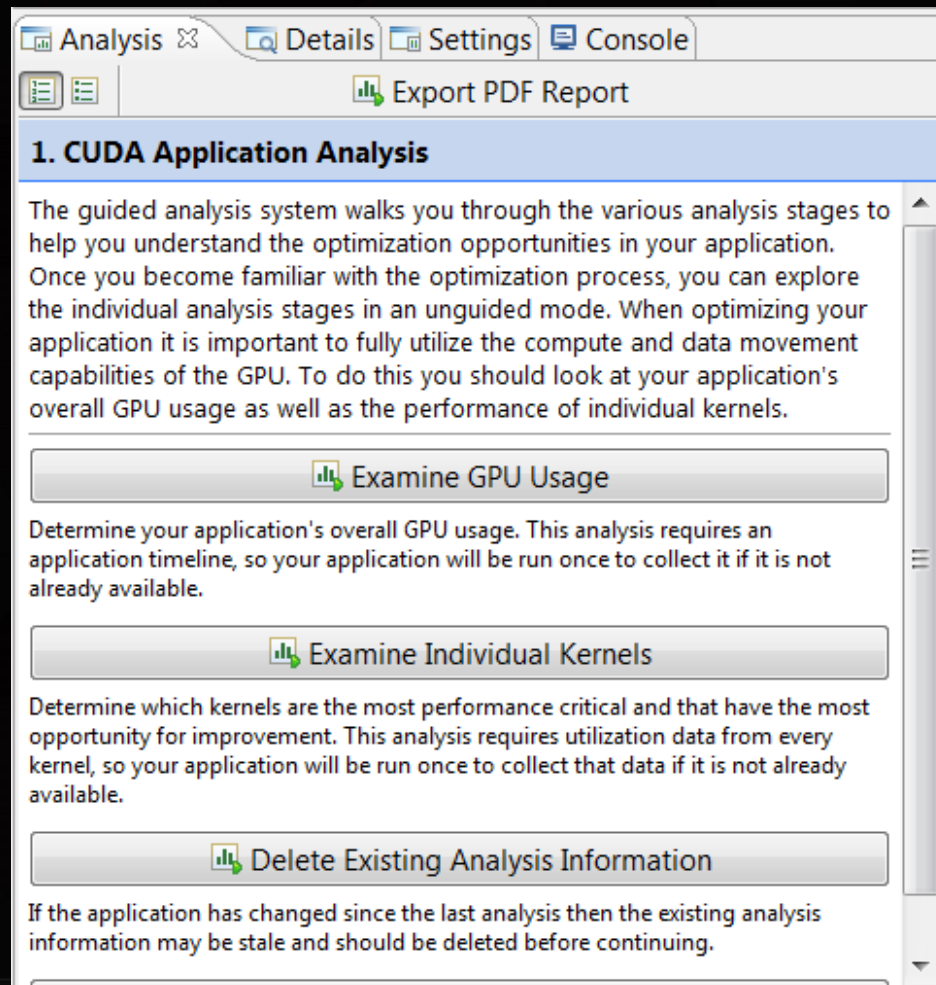 Analysis Details Settings Console
Export PDF Report
1. CUDA Application Analysis
The guided analysis system walks you through the various analysis stages to
help you understand the optimization opportunities in your application.
Once you become familiar with the optimization process, you can explore
the individual analysis stages in an unguided mode. When optimizing your
application it is important to fully utilize the compute and data movement
capabilities of the GPU. To do this you should look at your application's
overall GPU usage as well as the performance of individual kernels.
Examine GPU Usage
Determine your application's overall GPU usage. This analysis requires an
application timeline, so your application will be run once to collect it if it is not
already available.
Examine Individual Kernels
Determine which kernels are the most performance critical and that have the most
opportunity for improvement. This analysis requires utilization data from every
kernel, so your application will be run once to collect that data if it is not already
available.
Delete Existing Analysis Information
If the application has changed since the last analysis then the existing analysis
information may be stale and should be deleted before continuing.